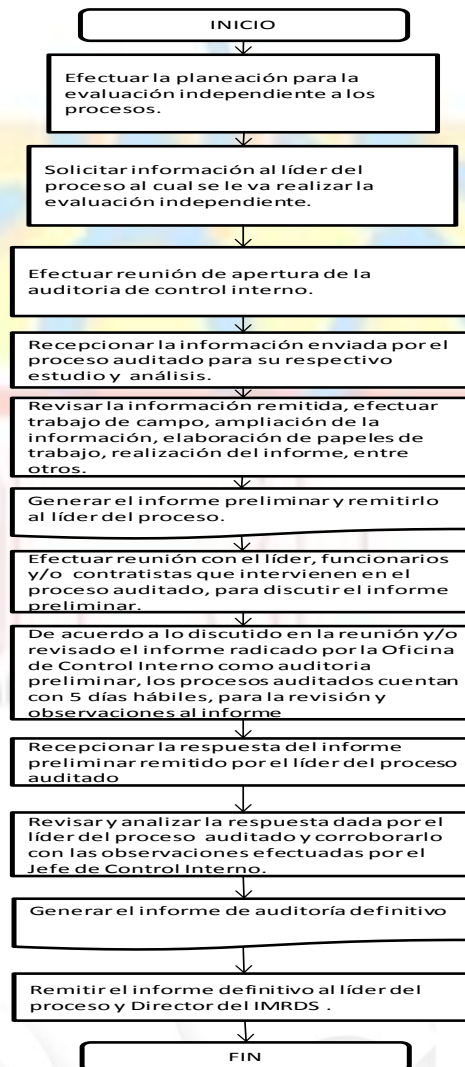 INICIO
Efectuar la planeación para la
evaluación independiente a los
procesos.
Solicitar información al líder del
proceso al cual se le va realizar la
evaluación independiente.
Efectuar reunión de apertura de la
auditoria de control interno.
Recepcionar la información enviada por el
proceso auditado para su respectivo
estudio y análisis.
Revisar la información remitida, efectuar
trabajo de campo, ampliación de la
información, elaboración de papeles de
trabajo, realización del informe, entre
otros.
Generar el informe preliminar y remitirlo
al líder del proceso.
Efectuar reunión con el líder, funcionarios
y/o contratistas que intervienen en el
proceso auditado, para discutir el informe
preliminar.
De acuerdo a lo discutido en la reunión y/o
revisado el informe radicado por la Oficina
de Control Interno como auditoria
preliminar, los procesos auditados cuentan
con 5 días hábiles, para la revisión y
observaciones al informe
Recepcionar la respuesta del informe
preliminar remitido por el líder del proceso
auditado
Revisar y analizar la respuesta dada por el
líder del proceso auditado y corroborarlo
con las observaciones efectuadas por el
Jefe de Control Interno.
Generar el informe de auditoría definitivo
Remitir el informe definitivo al líder del
proceso y Director del IMRDS .
FIN